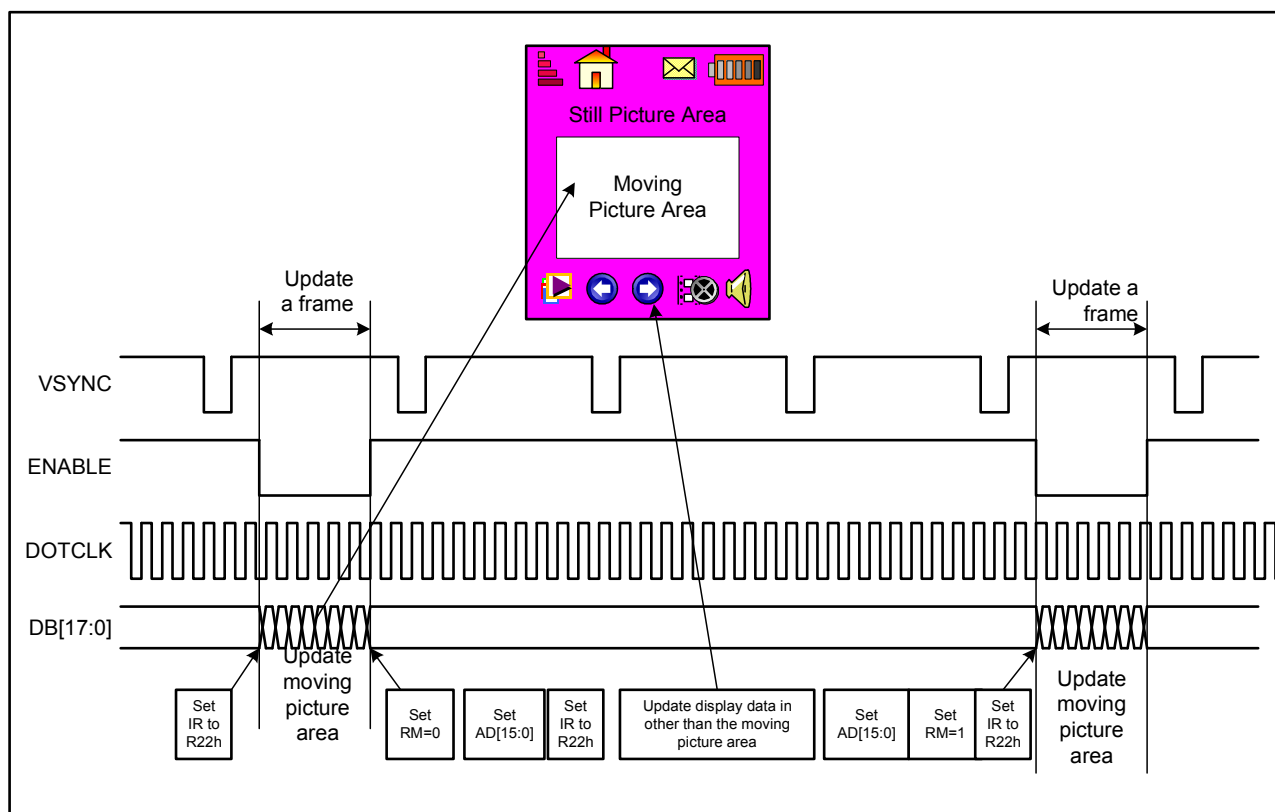 Still Picture Area
Moving
Picture Area
Update
a frame
Update a
frame
VSYNC
ENABLE
DOTCLK
DB[17:0]
Update
moving
picture
area
Update
moving
picture
area
Set
IR to
R22h
Set
RM=0
Set
AD[15:0]
Set
IR to
R22h
Update display data in
other than the moving
picture area
Set
AD[15:0]
Set
RM=1
Set
IR to
R22h